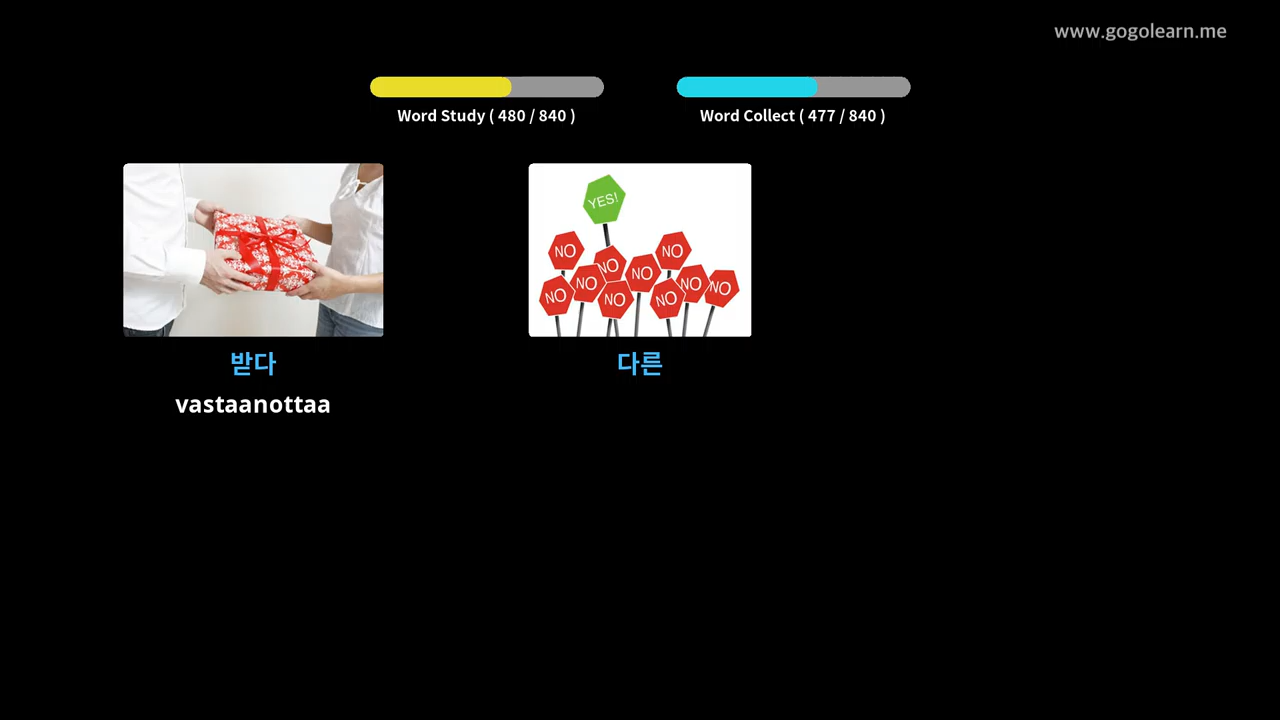 www.gogolearn.me
Word Study ( 480 / 840 )
Word Collect ( 477 / 840 )
YES!
NO
NO
NO
NO
NO
NO
NO
NO
NO
NO
받다
다른
vastaanottaa